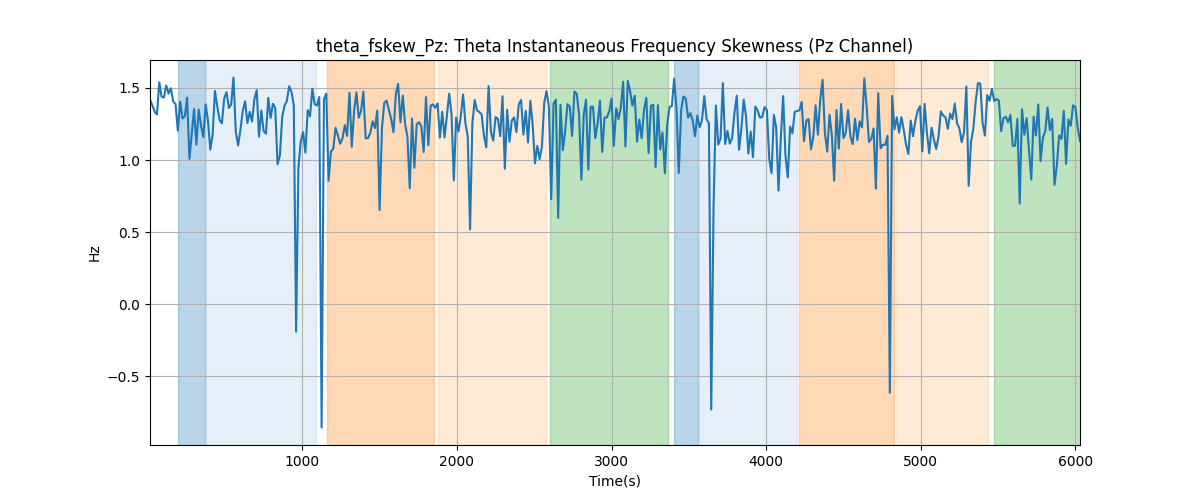 theta_fskew_Pz: Theta Instantaneous Frequency Skewness (Pz Channel)
1.5
1.0
0.5
0.0
−0.5
Hz
1000 2000 3000 4000 5000 6000
Time(s)